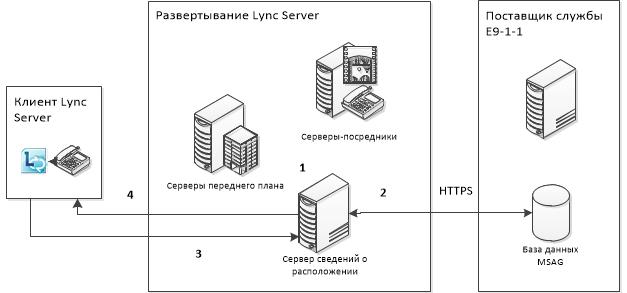 Развертывание Lync Server
Поставщик службы
E9-1-1
Клиент Lync
Server
Серверы-посредники
Серверы переднего плана
1
4
2
HTTPS
3
Сервер сведений о
расположении
База данных
MSAG